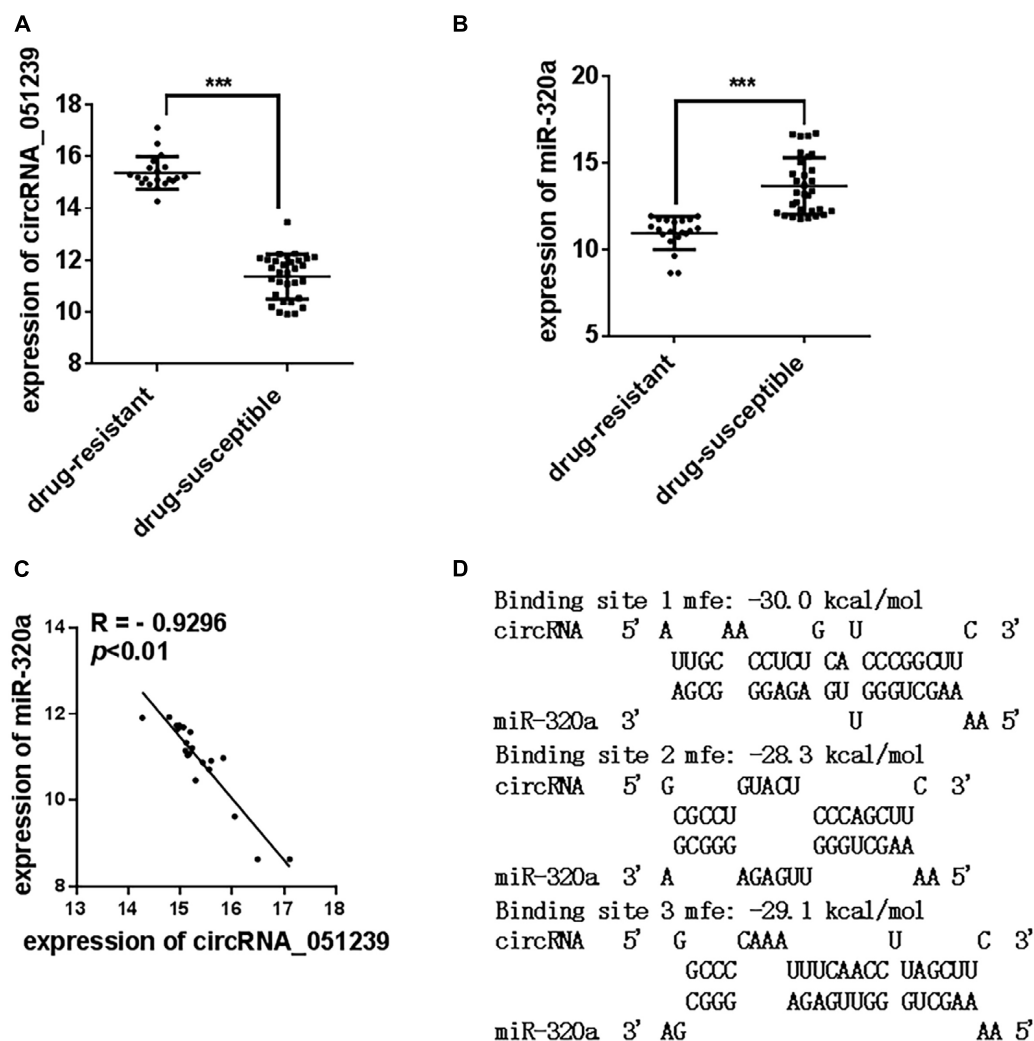 A
expression of circRNA_051239
18
16
14
12
10
8
***
drug-resistant
drug-susceptible
B
expression of miR-320a
20
15
10
5
***
drug-resistant
drug-susceptible
C
expression of miR-320a
14
12
10
8
R = - 0.9296
p<0.01
13 14 15 16 17 18
expression of circRNA_051239
D
Binding site 1 mfe: -30.0 kcal/mol
circRNA 5' A AA G U C 3'
UUGC CCUCU CA CCCGGCUU
AGCG GGAGA GU GGGUCGAA
miR-320a 3' U AA 5'
Binding site 2 mfe: -28.3 kcal/mol
circRNA 5' G GUACU C 3'
CGCCU CCCAGCUU
GCGGG GGGUCGAA
miR-320a 3' A AGAGUU AA 5'
Binding site 3 mfe: -29.1 kcal/mol
circRNA 5' G CAAA U C 3'
GCCC UUUCAACC UAGCUU
CGGG AGAGUUGG GUCGAA
miR-320a 3' AG AA 5'